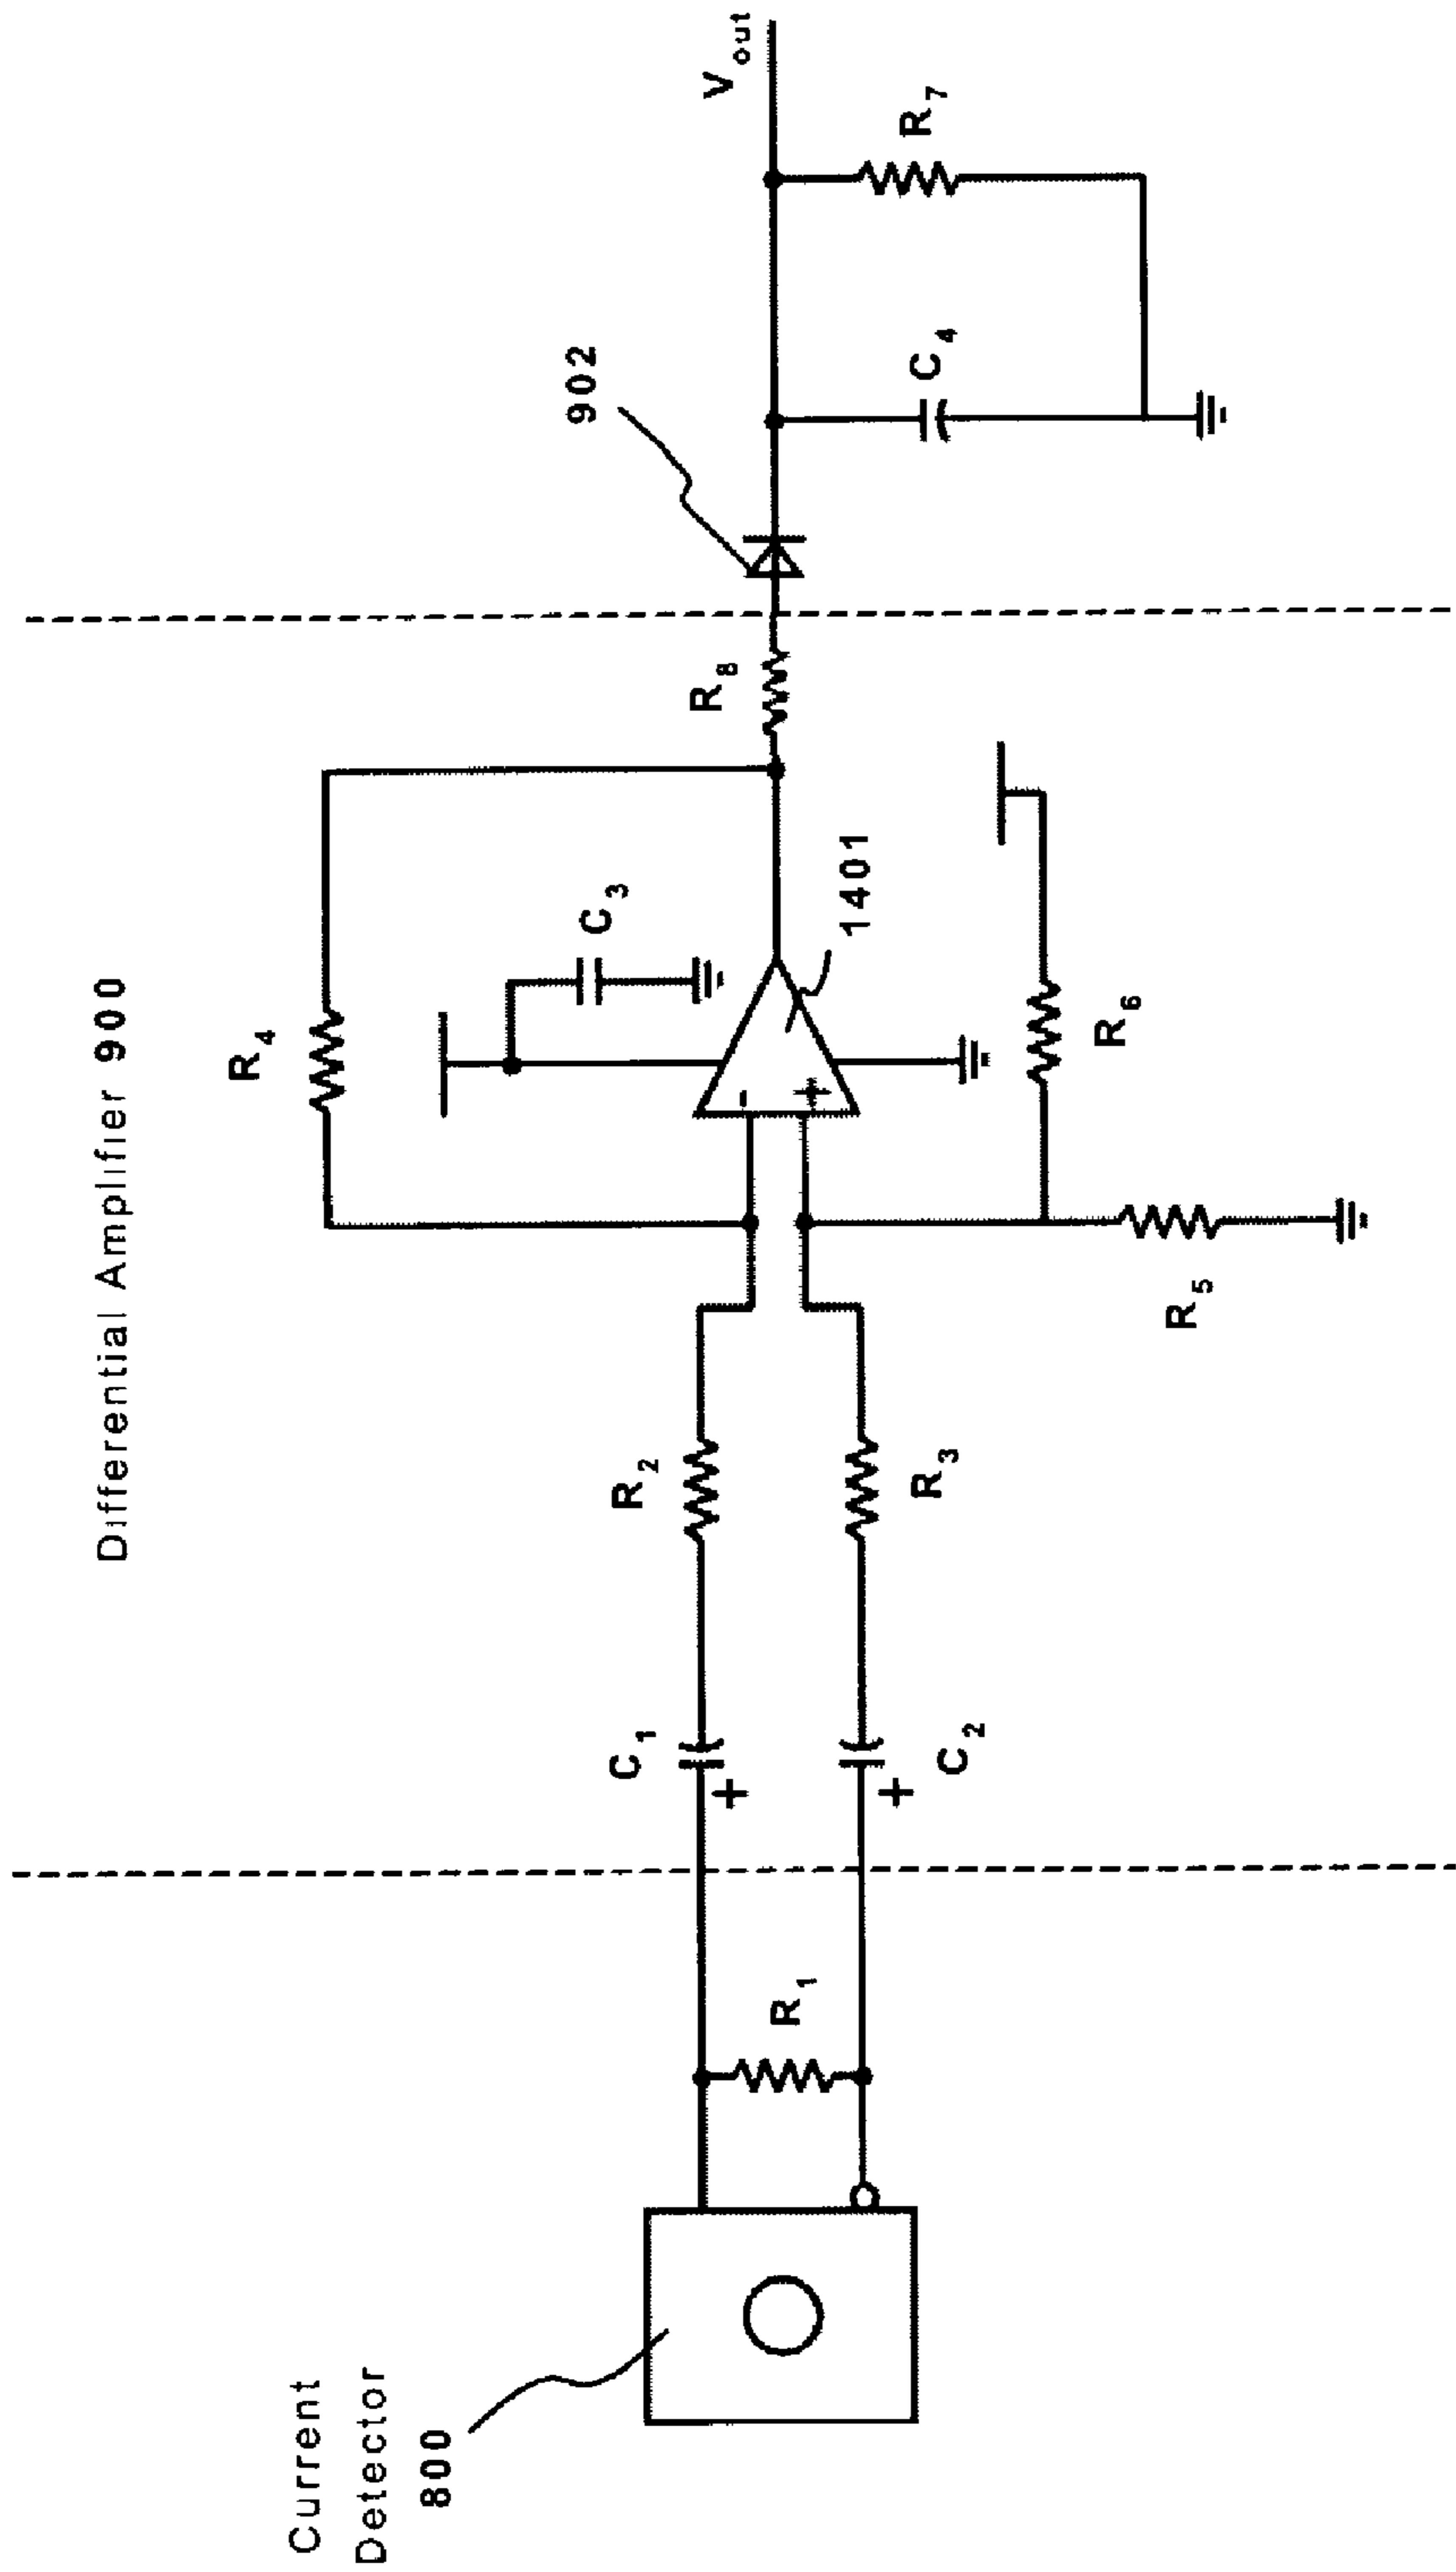 Differential Amplifier 900
Current
Detector
800
R1
C1
+
C2
+
R2
R3
R4
-
+
C3
1401
R5
R6
R8
902
C4
R7
Vout